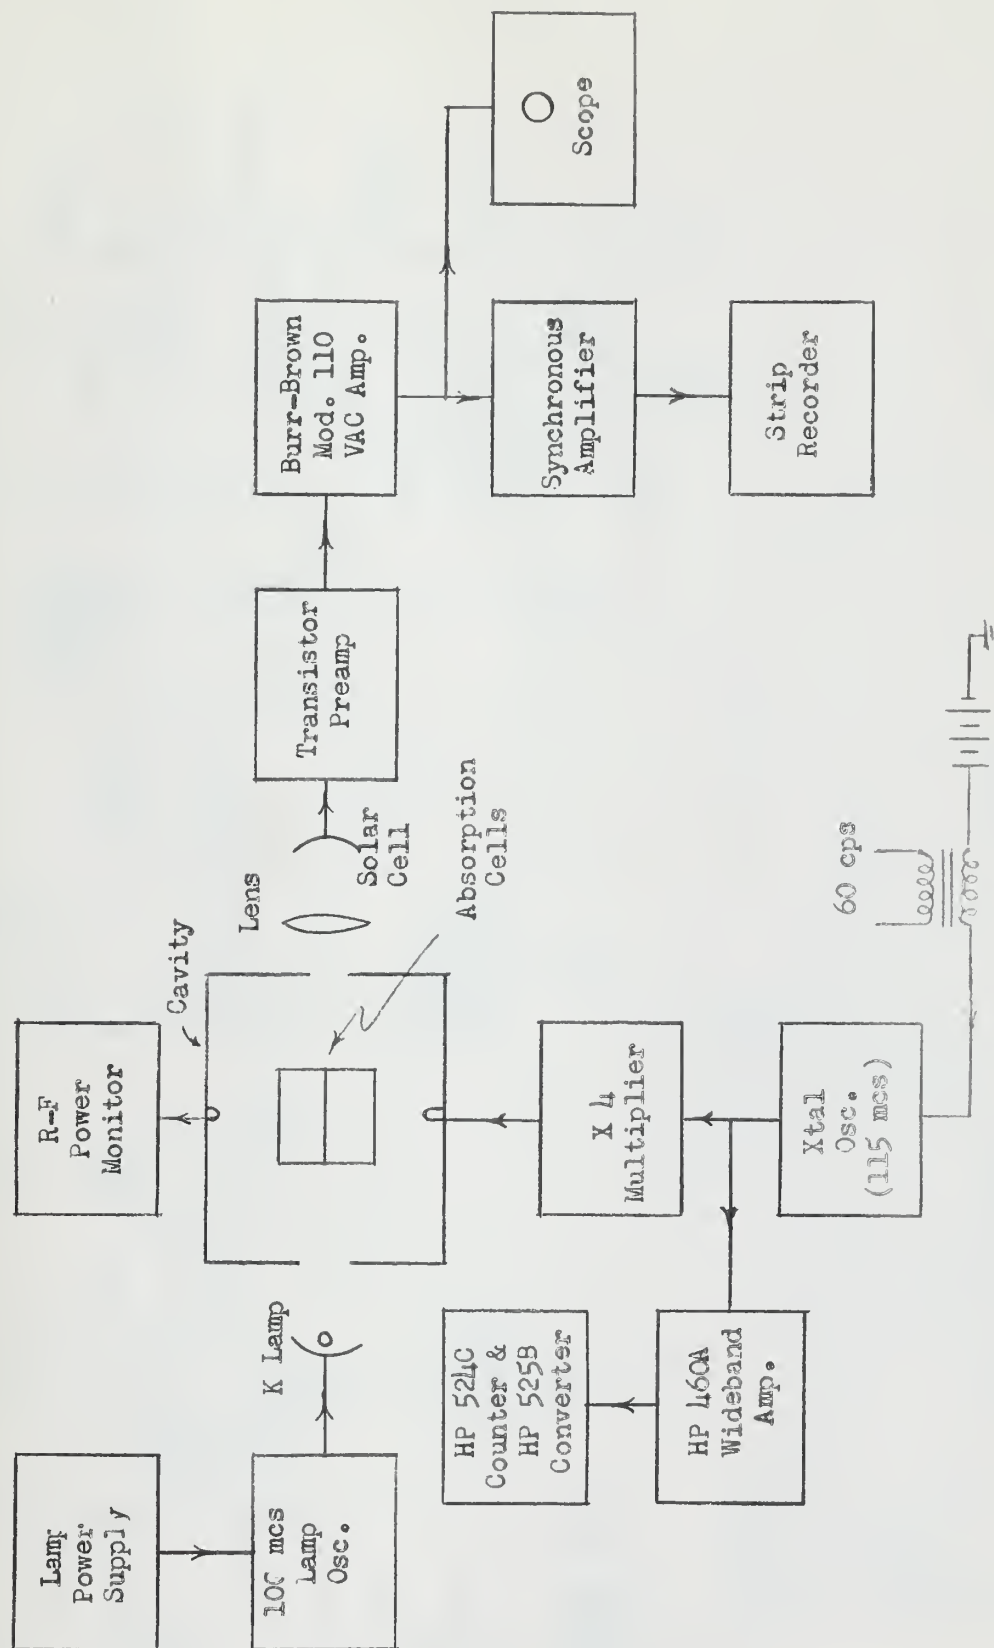 Lamp
Power
Supply
100 mcs
Lamp
Osc.
K Lamp
R-F
Power
Monitor
Cavity
Lens
Solar
Cell
Absorption
Cells
Transistor
Preamp
Burr-Brown
Mod. 110
VAC Amp.
Scope
Synchronous
Amplifier
Strip
Recorder
X 4
Multiplier
Xtal
Osc.
(115 mcs)
60 cps
HP 524C
Counter &
HP 525B
Converter
HP 460A
Wideband
Amp.